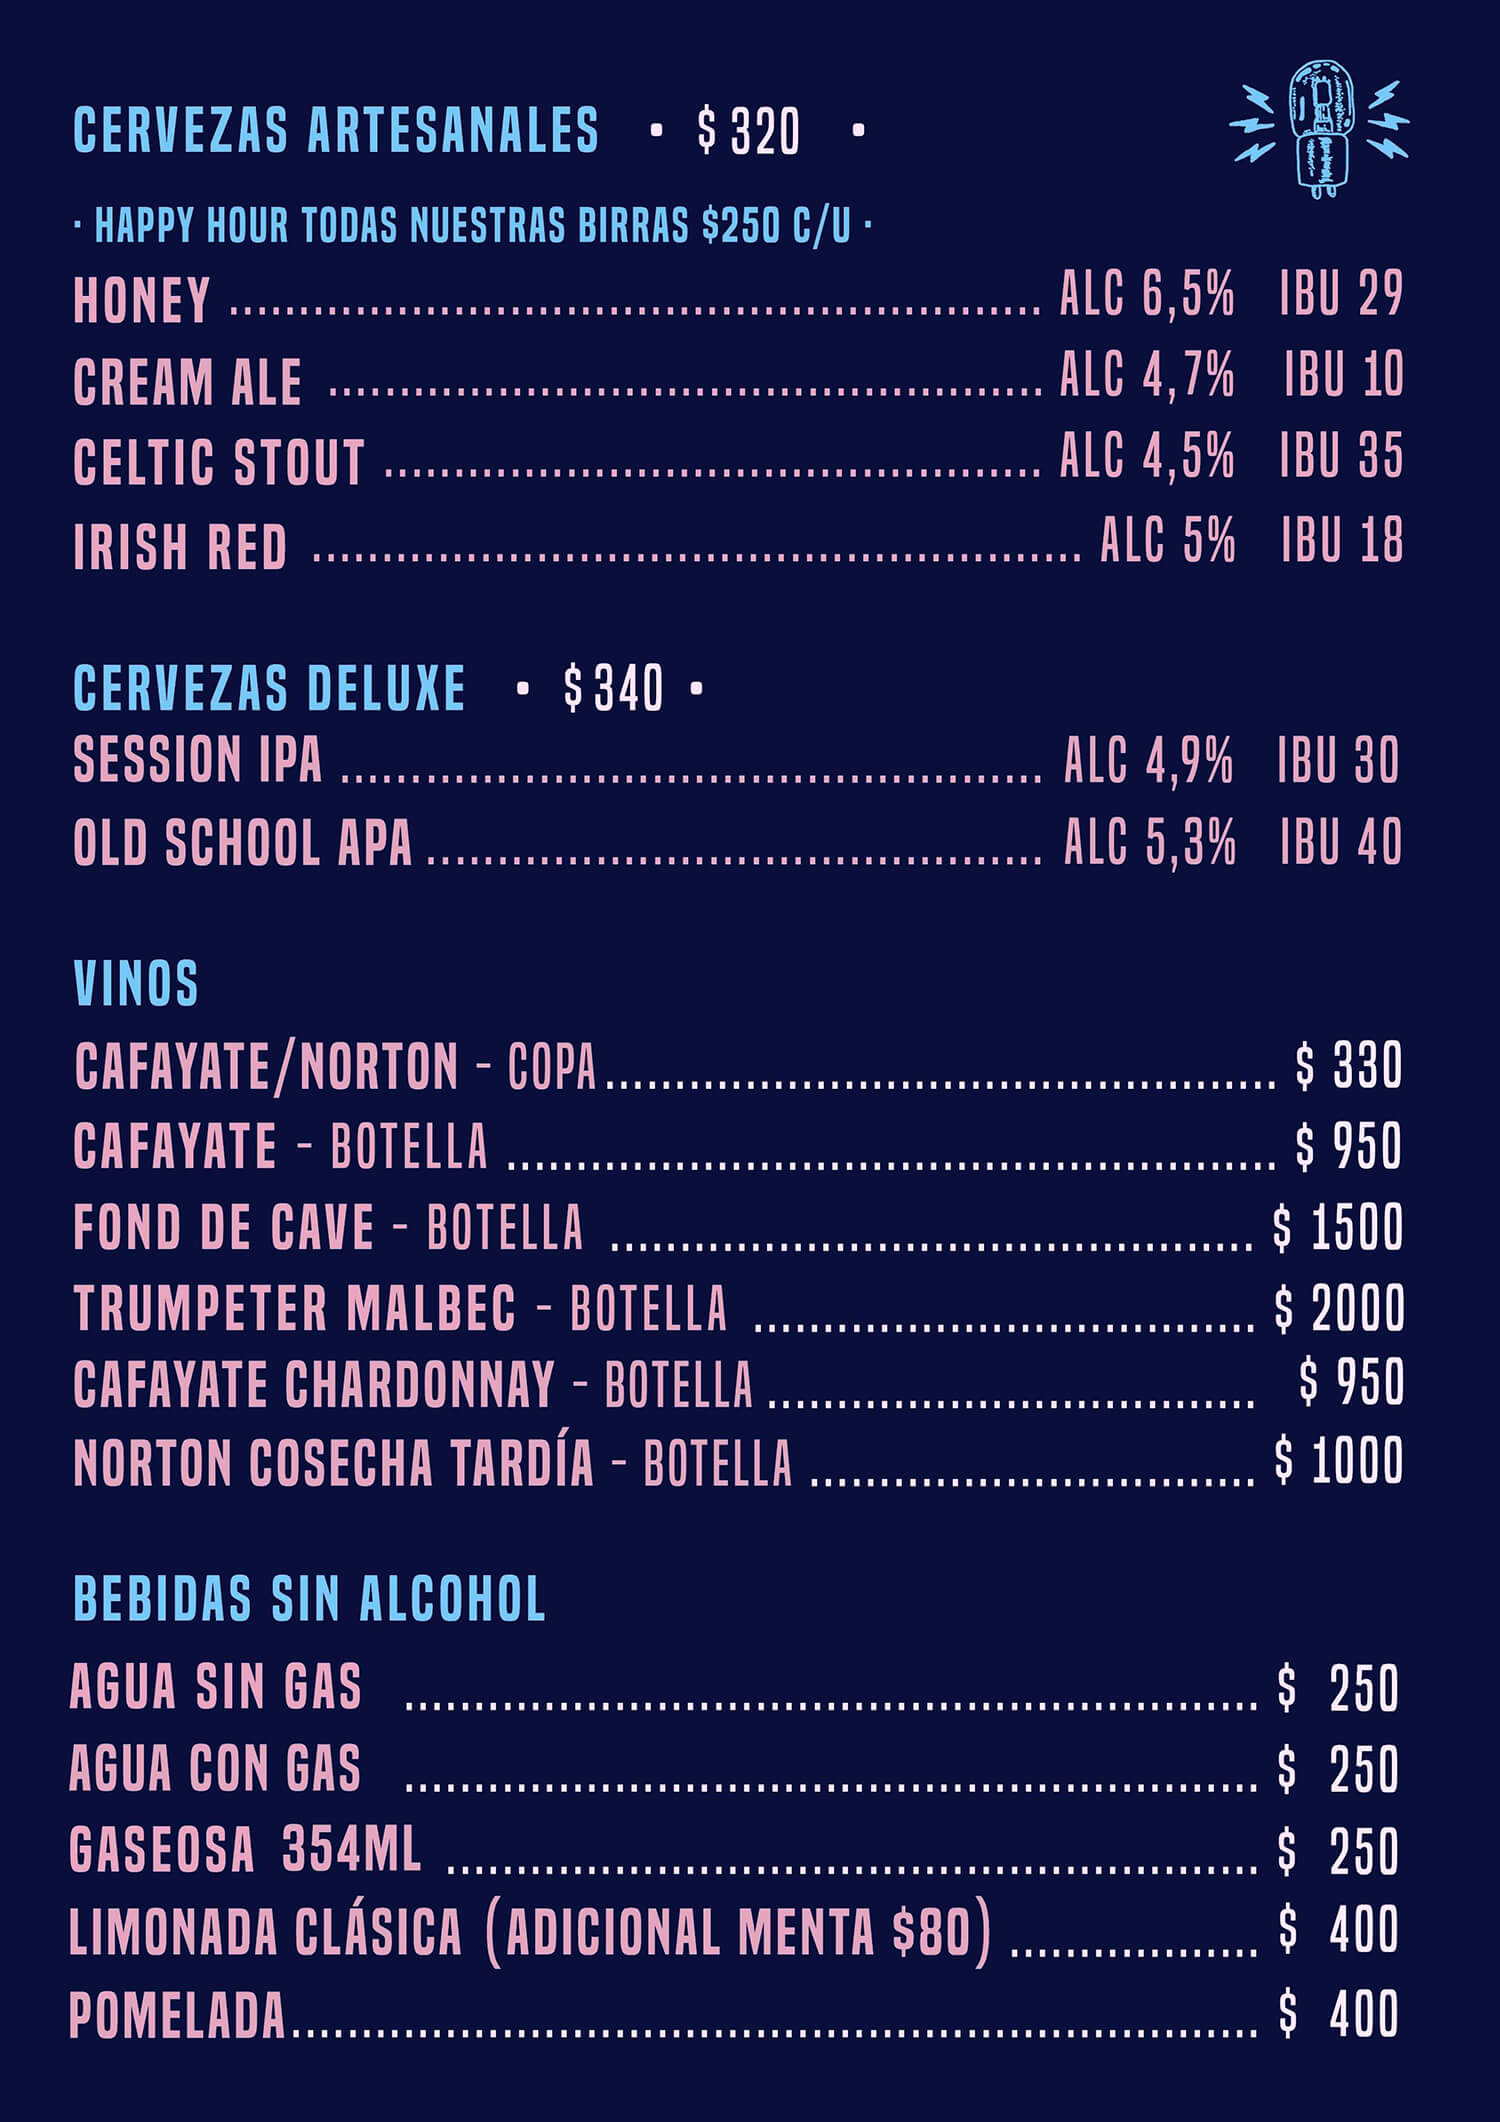 CERVEZAS ARTESANALES • $ 320 •
· HAPPY HOUR TODAS NUESTRAS BIRRAS $250 C/U ·
HONEY ........................................................ ALC 6,5% IBU 29
CREAM ALE ................................................. ALC 4,7% IBU 10
CELTIC STOUT ............................................. ALC 4,5% IBU 35
IRISH RED ..................................................... ALC 5% IBU 18
CERVEZAS DELUXE • $ 340 •
SESSION IPA ................................................ ALC 4,9% IBU 30
OLD SCHOOL APA .......................................... ALC 5,3% IBU 40
VINOS
CAFAYATE/NORTON - COPA .............................................. $ 330
CAFAYATE - BOTELLA ..................................................... $ 950
FOND DE CAVE - BOTELLA ............................................ $ 1500
TRUMPETER MALBEC - BOTELLA .................................. $ 2000
CAFAYATE CHARDONNAY - BOTELLA ................................. $ 950
NORTON COSECHA TARDÍA - BOTELLA .............................. $ 1000
BEBIDAS SIN ALCOHOL
AGUA SIN GAS .......................................................... $ 250
AGUA CON GAS .......................................................... $ 250
GASEOSA 354ML ....................................................... $ 250
LIMONADA CLÁSICA (ADICIONAL MENTA $80) ................. $ 400
POMELADA .................................................................. $ 400